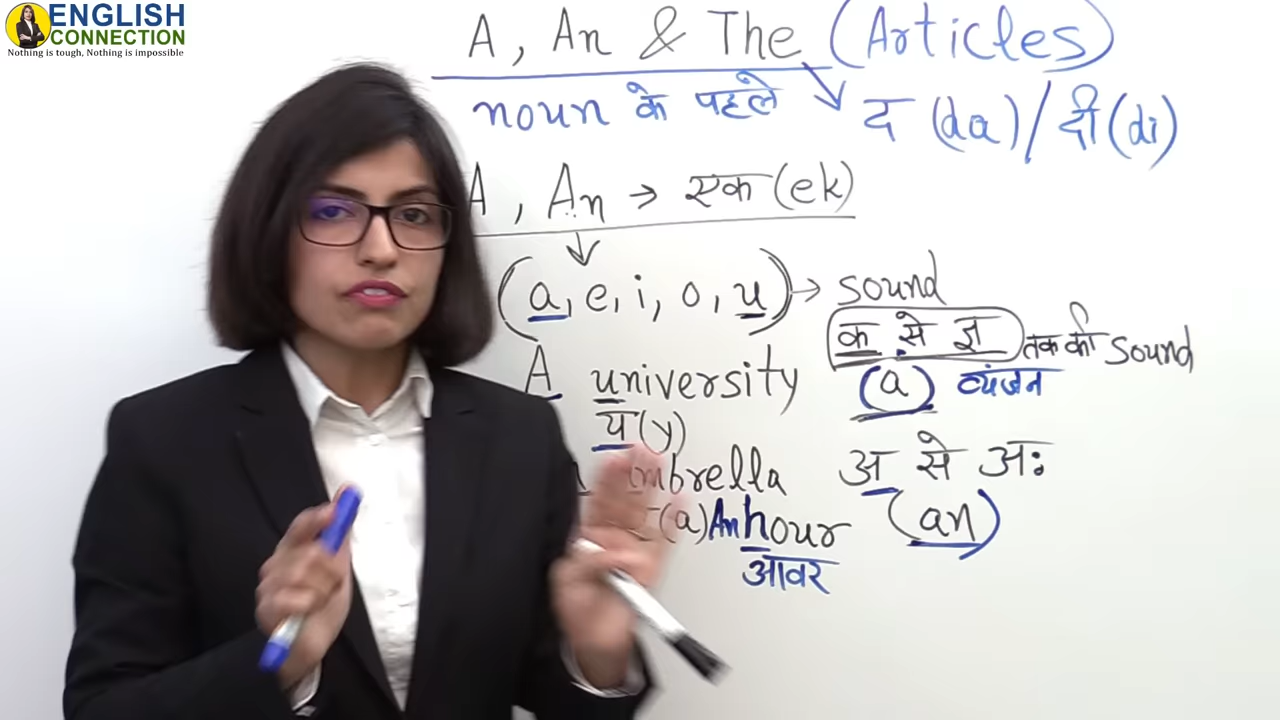 ENGLISH
CONNECTION
Nothing is tough, Nothing is impossible
A, An & The (Articles)
noun के पहले
द (da)/दी (di)
A, An → एक (ek)
(a, e, i, o, u) → sound
क से ज्ञ तक की sound
A university
(a) व्यंजन
य (y)
umbrella
अ से अः
(a) An hour
(an)
आवर